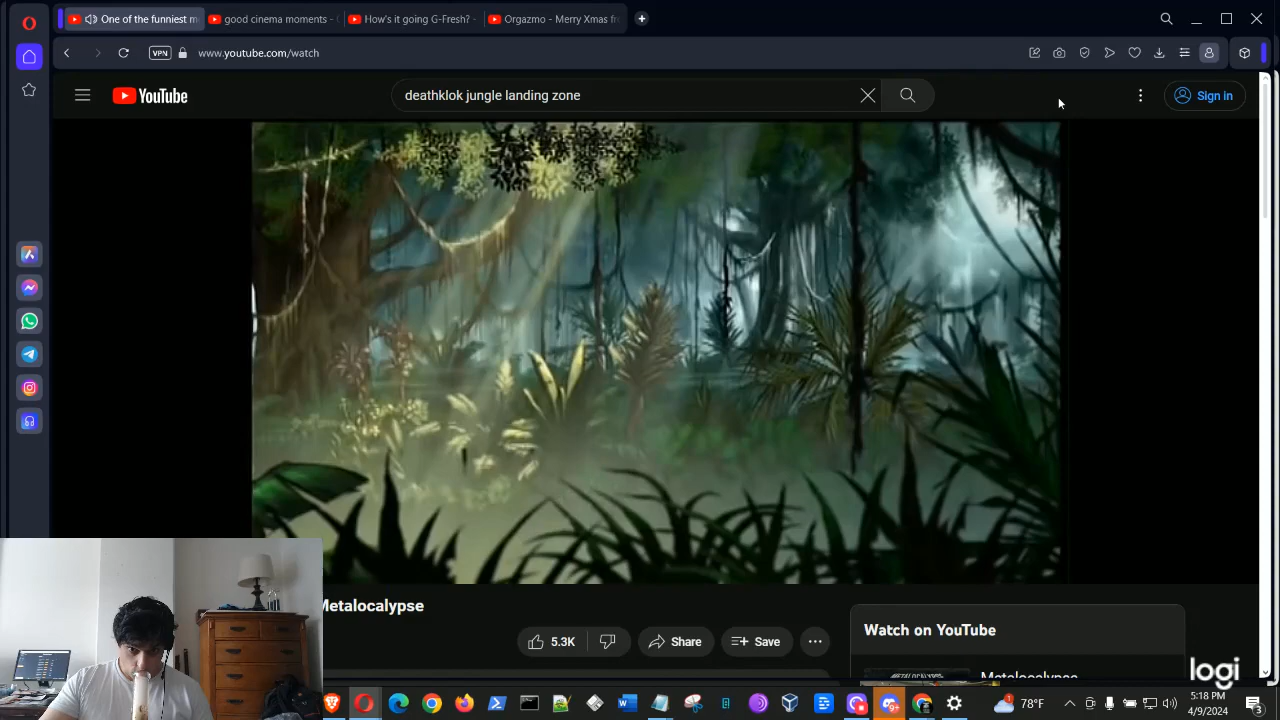 One of the funniest m
good cinema moments -
How's it going G-Fresh? -
Orgazmo - Merry Xmas fr
VPN
www.youtube.com/watch
YouTube
deathklok jungle landing zone
Sign in
Metalocalypse
5.3K
Share
Save
Watch on YouTube
Metalocalypse
logi
78°F
5:18 PM
4/9/2024
3